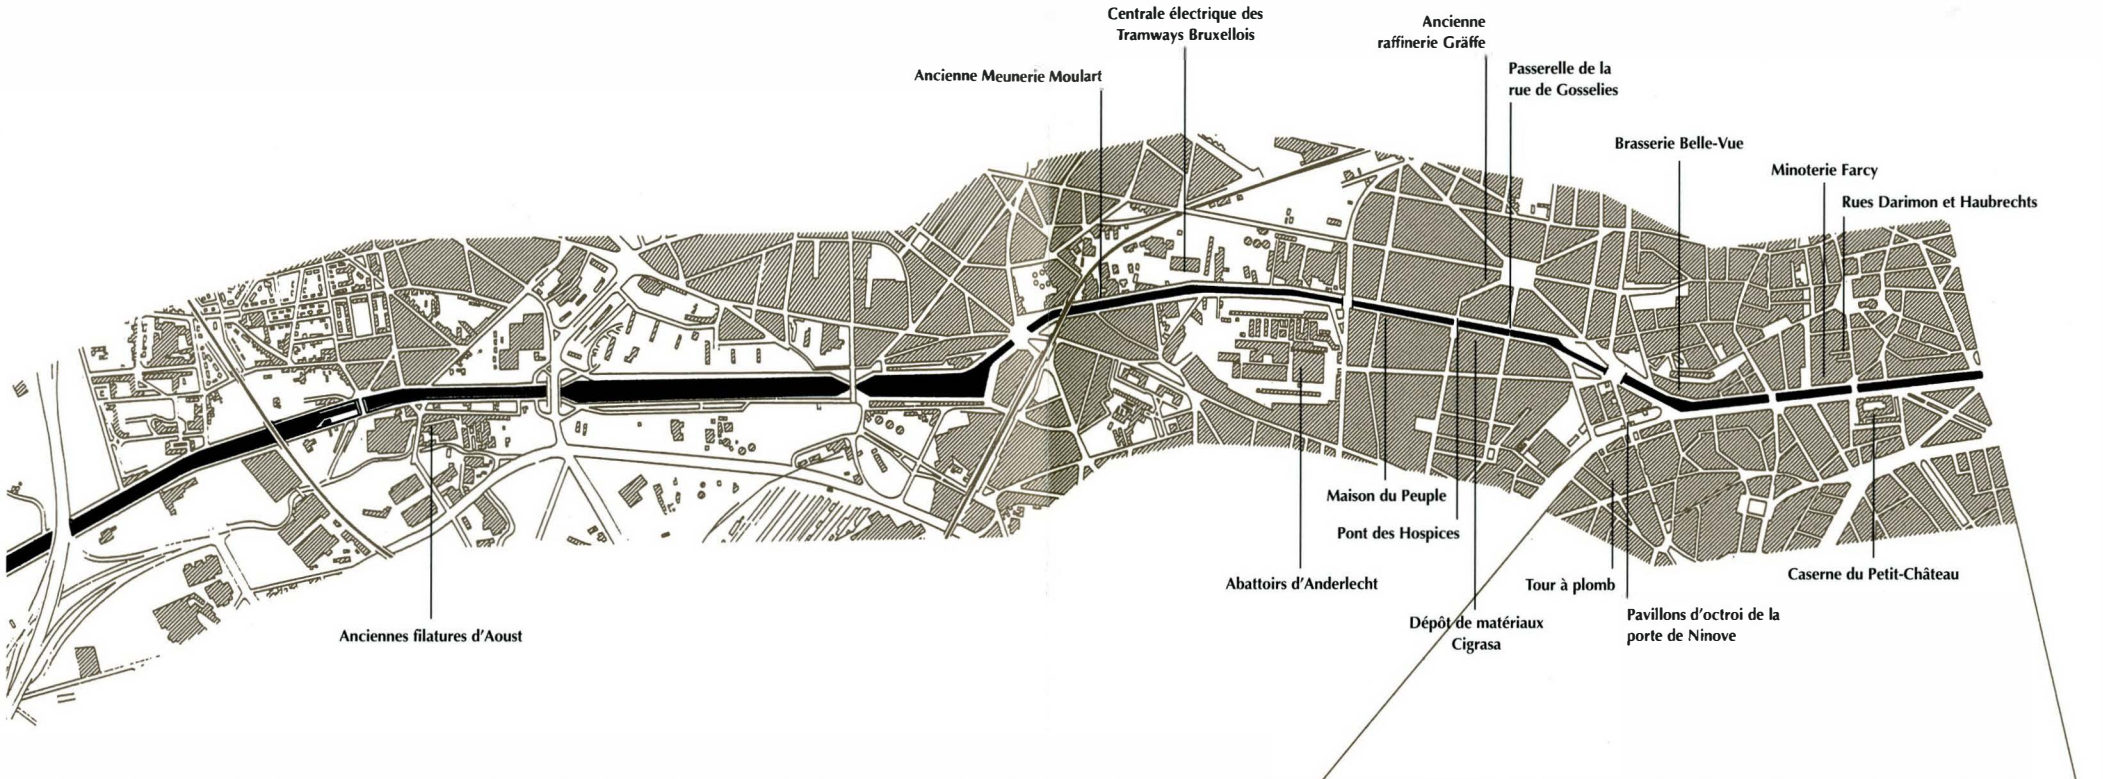 Centrale électrique des
Tramways Bruxellois
Ancienne
raffinerie Gräffe
Ancienne Meunerie Moulart
Passerelle de la
rue de Gosselies
Brasserie Belle-Vue
Minoterie Farcy
Rues Darimon et Haubrechts
Maison du Peuple
Pont des Hospices
Abattoirs d'Anderlecht
Tour à plomb
Caserne du Petit-Château
Dépôt de matériaux
Cigrasa
Pavillons d'octroi de la
porte de Ninove
Anciennes filatures d'Aoust